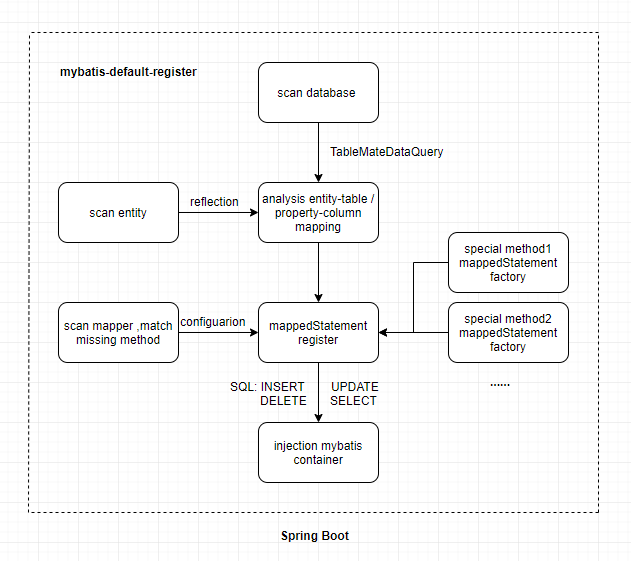 mybatis-default-register
scan database
TableMateDataQuery
scan entity
reflection
analysis entity-table /
property-column
mapping
special method1
mappedStatement
factory
scan mapper ,match
missing method
configuarion
mappedStatement
register
special method2
mappedStatement
factory
......
SQL: INSERT UPDATE
DELETE SELECT
injection mybatis
container
Spring Boot